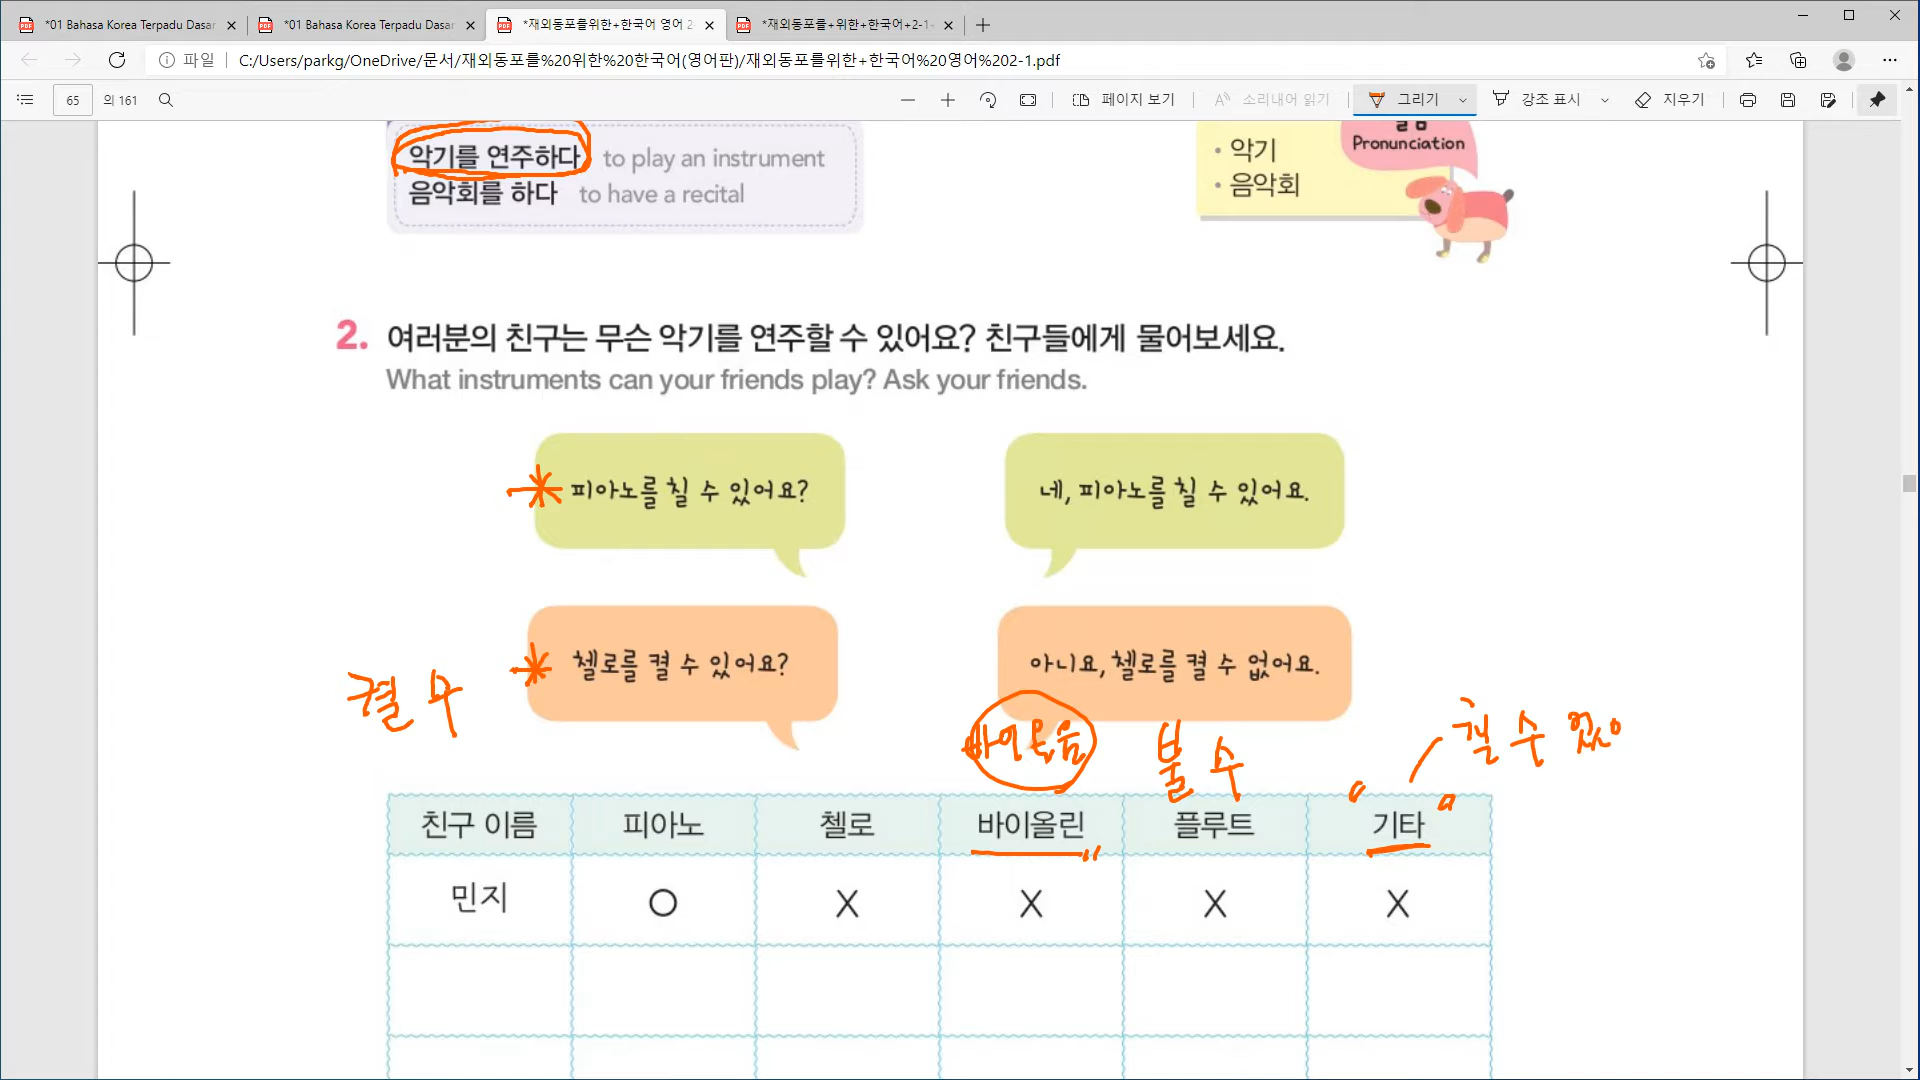 *01 Bahasa Korea Terpadu Dasar
*01 Bahasa Korea Terpadu Dasar
*재외동포를위한+한국어 영어 2
*재외동포를+위한+한국어+2-1-
파일
C:/Users/parkg/OneDrive/문서/재외동포를%20위한%20한국어(영어판)/재외동포를위한+한국어%20영어%202-1.pdf
65 의 161
페이지 보기
소리내어 읽기
그리기
강조 표시
지우기
악기를 연주하다 to play an instrument
음악회를 하다 to have a recital
Pronunciation
• 악기
• 음악회
2. 여러분의 친구는 무슨 악기를 연주할 수 있어요? 친구들에게 물어보세요.
What instruments can your friends play? Ask your friends.
피아노를 칠 수 있어요?
네, 피아노를 칠 수 있어요.
첼로를 켤 수 있어요?
아니요, 첼로를 켤 수 없어요.
켤 수
불 수
칠 수 있어
친구 이름 피아노 첼로 바이올린 플루트 기타
민지 O X X X X